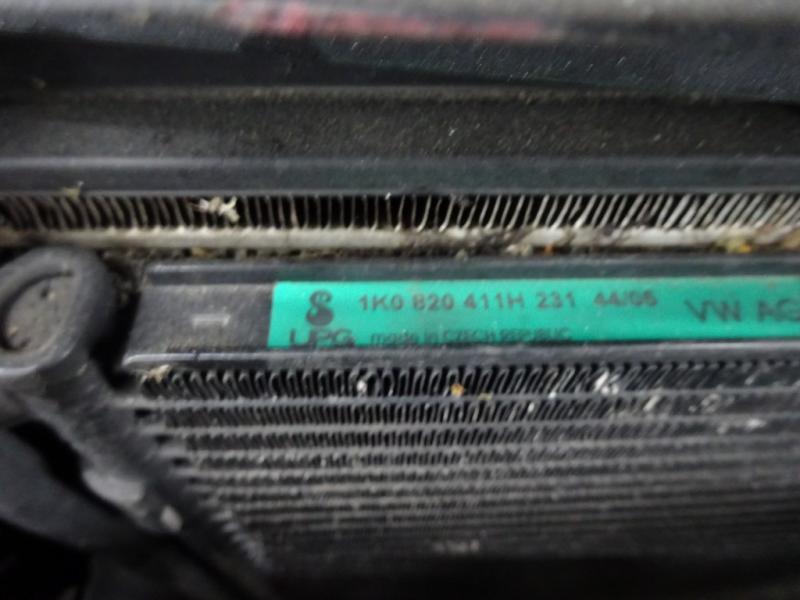 1K0 820 411H 231 44/06 VW AG
made in CZECH REPUBLIC